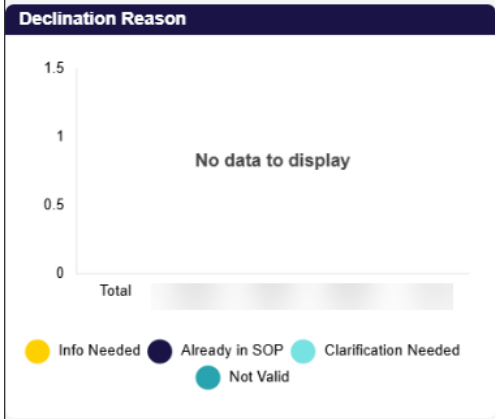 Declination Reason
1.5
1
No data to display
0.5
0
Total
Info Needed Already in SOP Clarification Needed
Not Valid